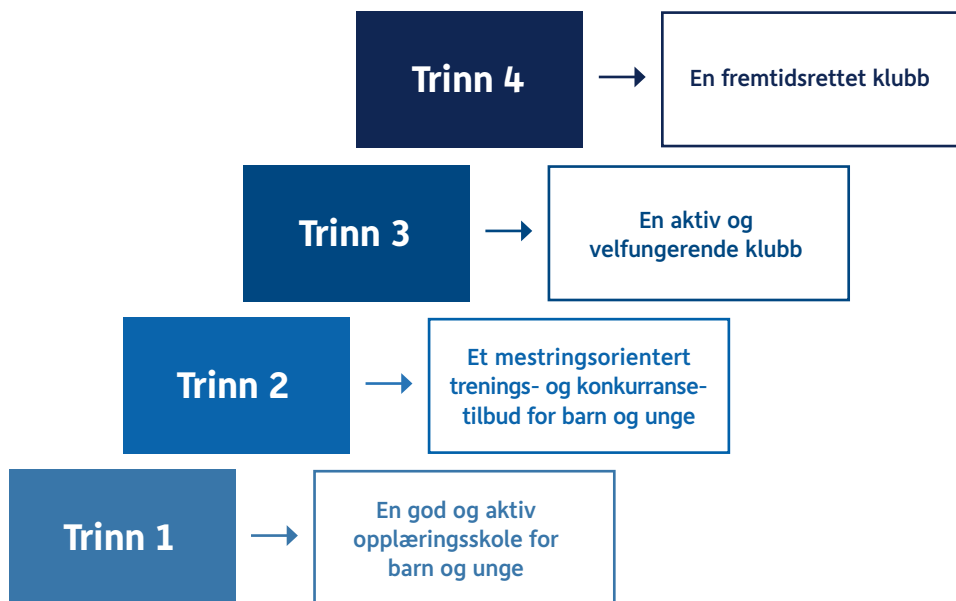 Trinn 4
En fremtidsrettet klubb
Trinn 3
En aktiv og
velfungerende klubb
Trinn 2
Et mestringsorientert
trenings- og konkurranse-
tilbud for barn og unge
Trinn 1
En god og aktiv
opplæringsskole for
barn og unge